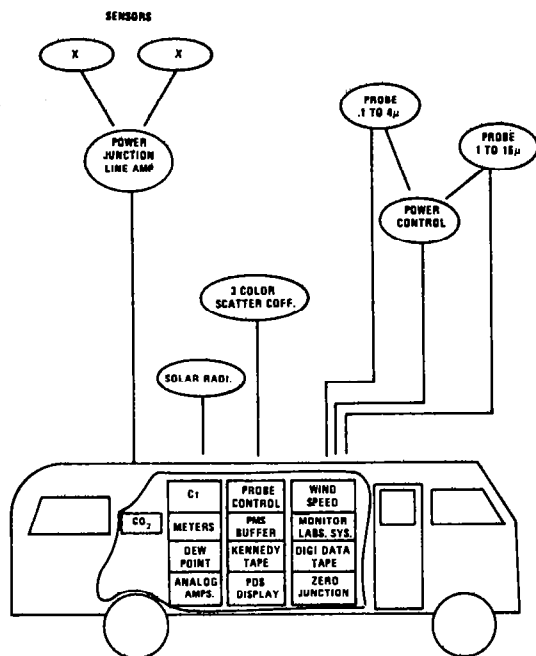 SENSORS
X
X
POWER
JUNCTION
LINE AMP
PROBE
.1 TO 4μ
PROBE
1 TO 15μ
POWER
CONTROL
3 COLOR
SCATTER COFF.
SOLAR RADI.
CO₂
CT
METERS
DEW
POINT
ANALOG
AMPS.
PROBE
CONTROL
PMS
BUFFER
KENNEDY
TAPE
PDS
DISPLAY
WIND
SPEED
MONITOR
LABS. SYS.
DIGI DATA
TAPE
ZERO
JUNCTION